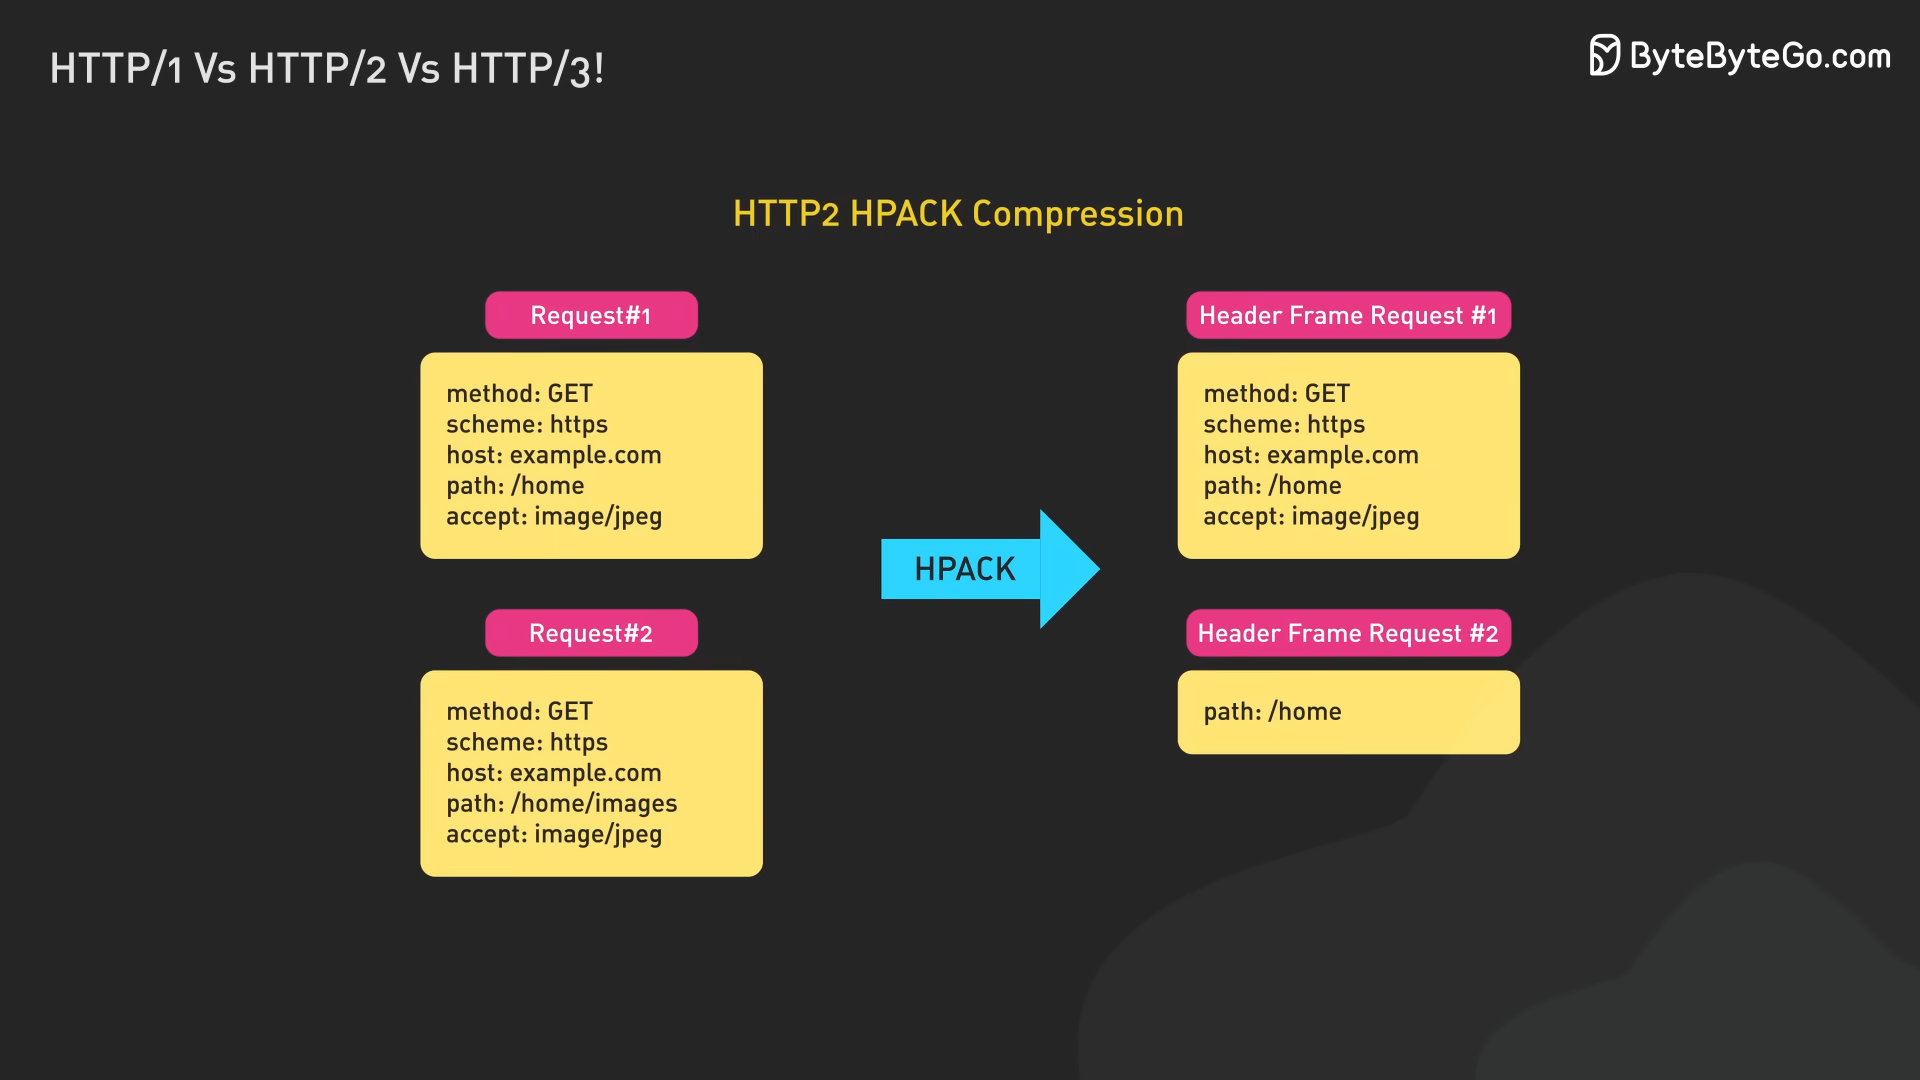 HTTP/1 Vs HTTP/2 Vs HTTP/3!
ByteByteGo.com
HTTP2 HPACK Compression
Request#1
method: GET
scheme: https
host: example.com
path: /home
accept: image/jpeg
Request#2
method: GET
scheme: https
host: example.com
path: /home/images
accept: image/jpeg
HPACK
Header Frame Request #1
method: GET
scheme: https
host: example.com
path: /home
accept: image/jpeg
Header Frame Request #2
path: /home